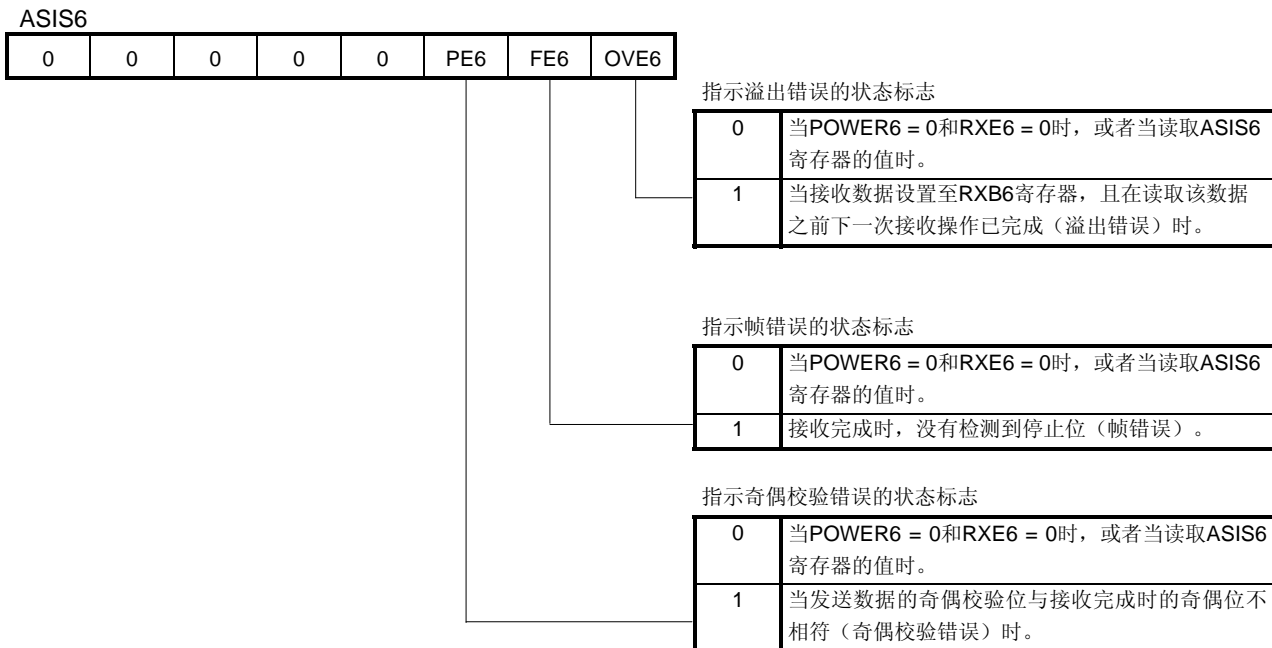 ASIS6
0 0 0 0 0 PE6 FE6 OVE6
指示溢出错误的状态标志
0 当POWER6 = 0和RXE6 = 0时，或者当读取ASIS6
寄存器的值时。
1 当接收数据设置至RXB6寄存器，且在读取该数据
之前下一次接收操作已完成（溢出错误）时。
指示帧错误的状态标志
0 当POWER6 = 0和RXE6 = 0时，或者当读取ASIS6
寄存器的值时。
1 接收完成时，没有检测到停止位（帧错误）。
指示奇偶校验错误的状态标志
0 当POWER6 = 0和RXE6 = 0时，或者当读取ASIS6
寄存器的值时。
1 当发送数据的奇偶校验位与接收完成时的奇偶位不
相符（奇偶校验错误）时。